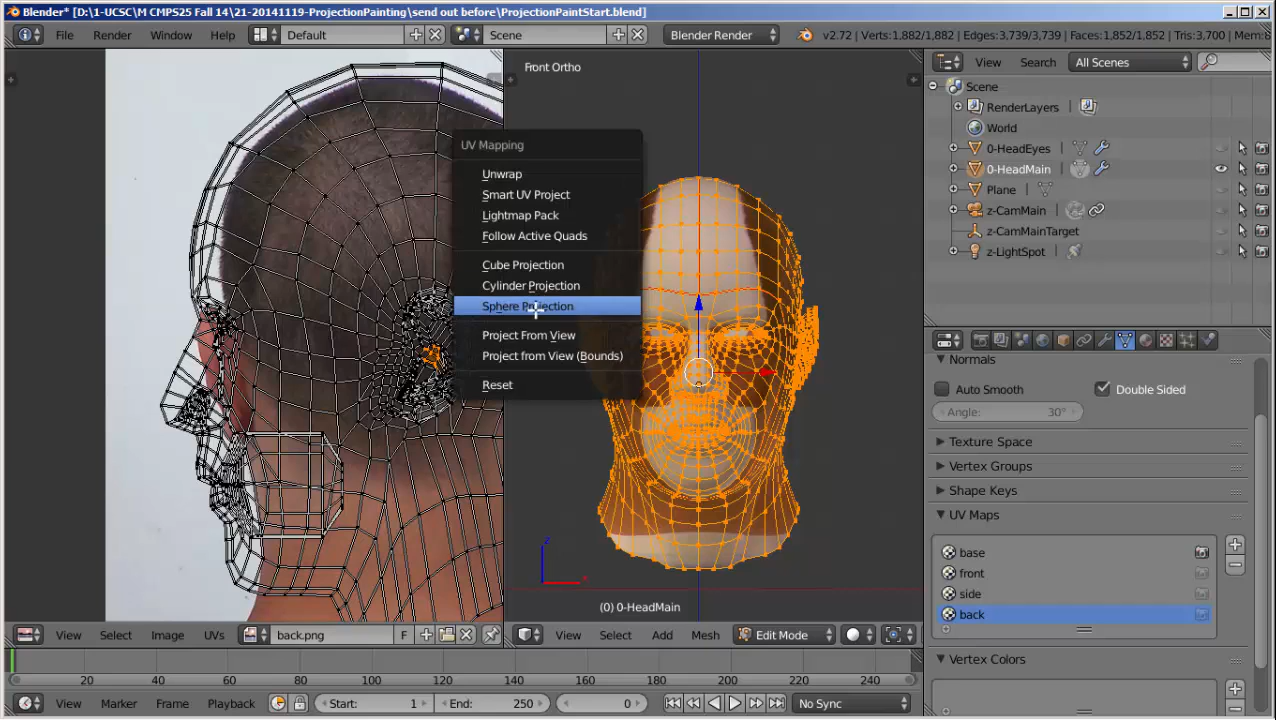 Blender* [D:\1-UCSC\M CMPS25 Fall 14\21-20141119-ProjectionPainting\send out before\ProjectionPaintStart.blend]
File Render Window Help Default Scene Blender Render v2.72 | Verts:1,882/1,882 | Edges:3,739/3,739 | Faces:1,852/1,852 | Tris:3,700 | Mem:8
Front Ortho
View Search All Scenes
Scene
RenderLayers
World
0-HeadEyes
0-HeadMain
Plane
z-CamMain
z-CamMainTarget
z-LightSpot
UV Mapping
Unwrap
Smart UV Project
Lightmap Pack
Follow Active Quads
Cube Projection
Cylinder Projection
Sphere Projection
Project From View
Project from View (Bounds)
Reset
z
x
(0) 0-HeadMain
Normals
Auto Smooth Double Sided
Angle: 30°
Texture Space
Vertex Groups
Shape Keys
UV Maps
base
front
side
back
Vertex Colors
View Select Image UVs back.png F
View Select Add Mesh Edit Mode
20 40 60 80 100 120 140 160 180 200 220 240
View Marker Frame Playback Start: 1 End: 250 0 No Sync